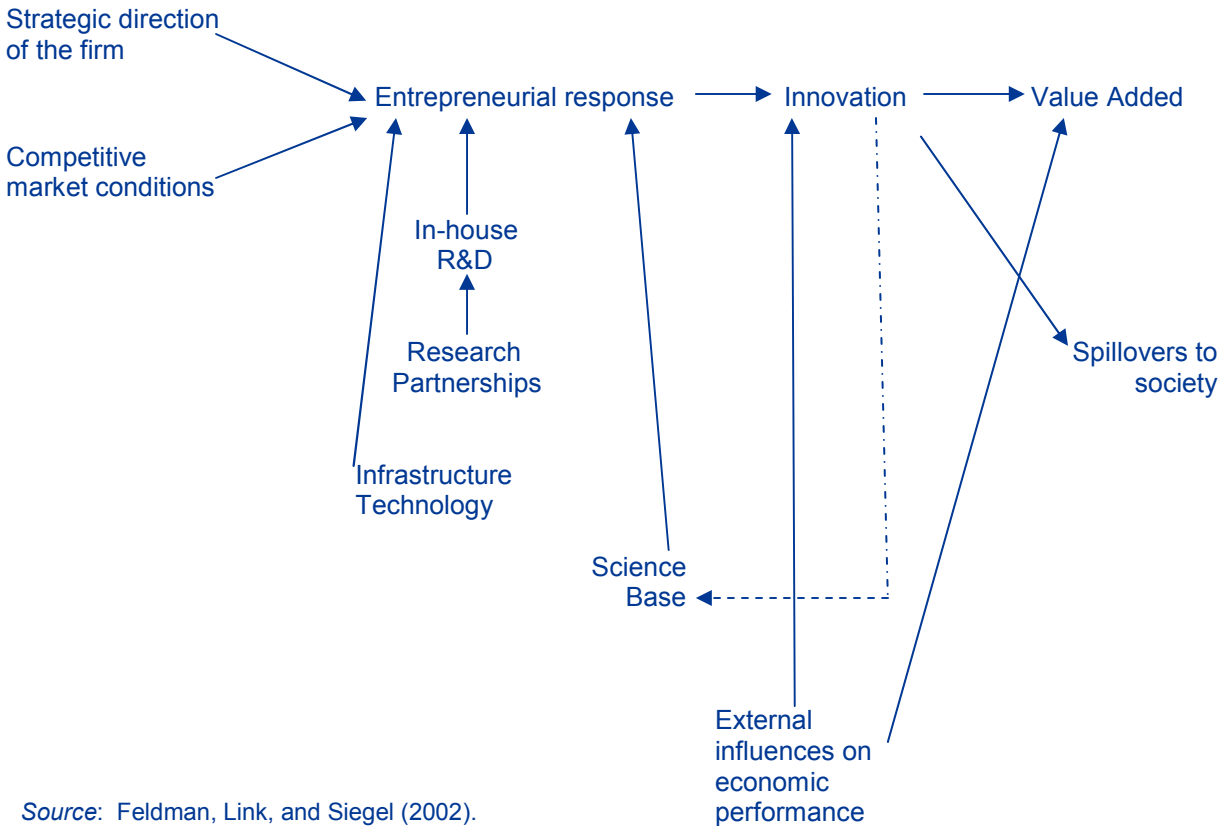 Strategic direction
of the firm
Entrepreneurial response
Innovation
Value Added
Competitive
market conditions
In-house
R&D
Research
Partnerships
Spillovers to
society
Infrastructure
Technology
Science
Base
External
influences on
economic
performance
Source: Feldman, Link, and Siegel (2002).